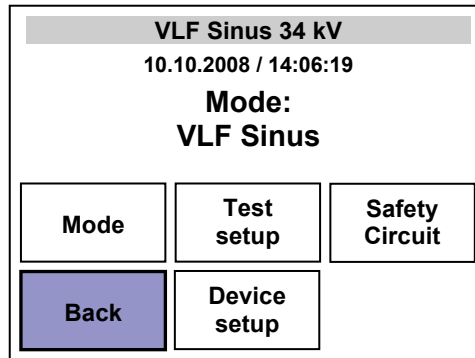 VLF Sinus 34 kV
10.10.2008 / 14:06:19
Mode:
VLF Sinus
Mode
Test
setup
Safety
Circuit
Back
Device
setup